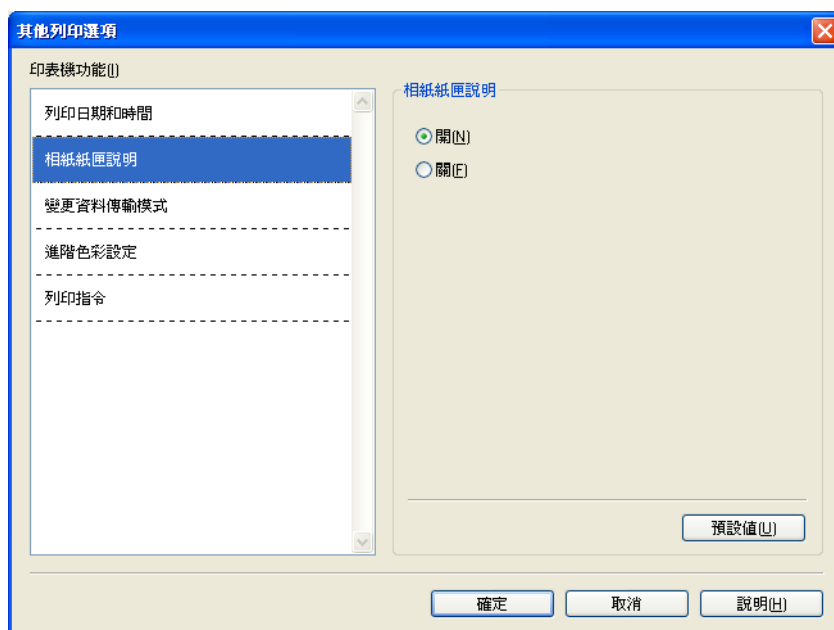 其他列印選項
印表機功能(I)
列印日期和時間
相紙紙匣說明
變更資料傳輸模式
進階色彩設定
列印指令
相紙紙匣說明
開(N)
關(F)
預設值(U)
確定
取消
說明(H)